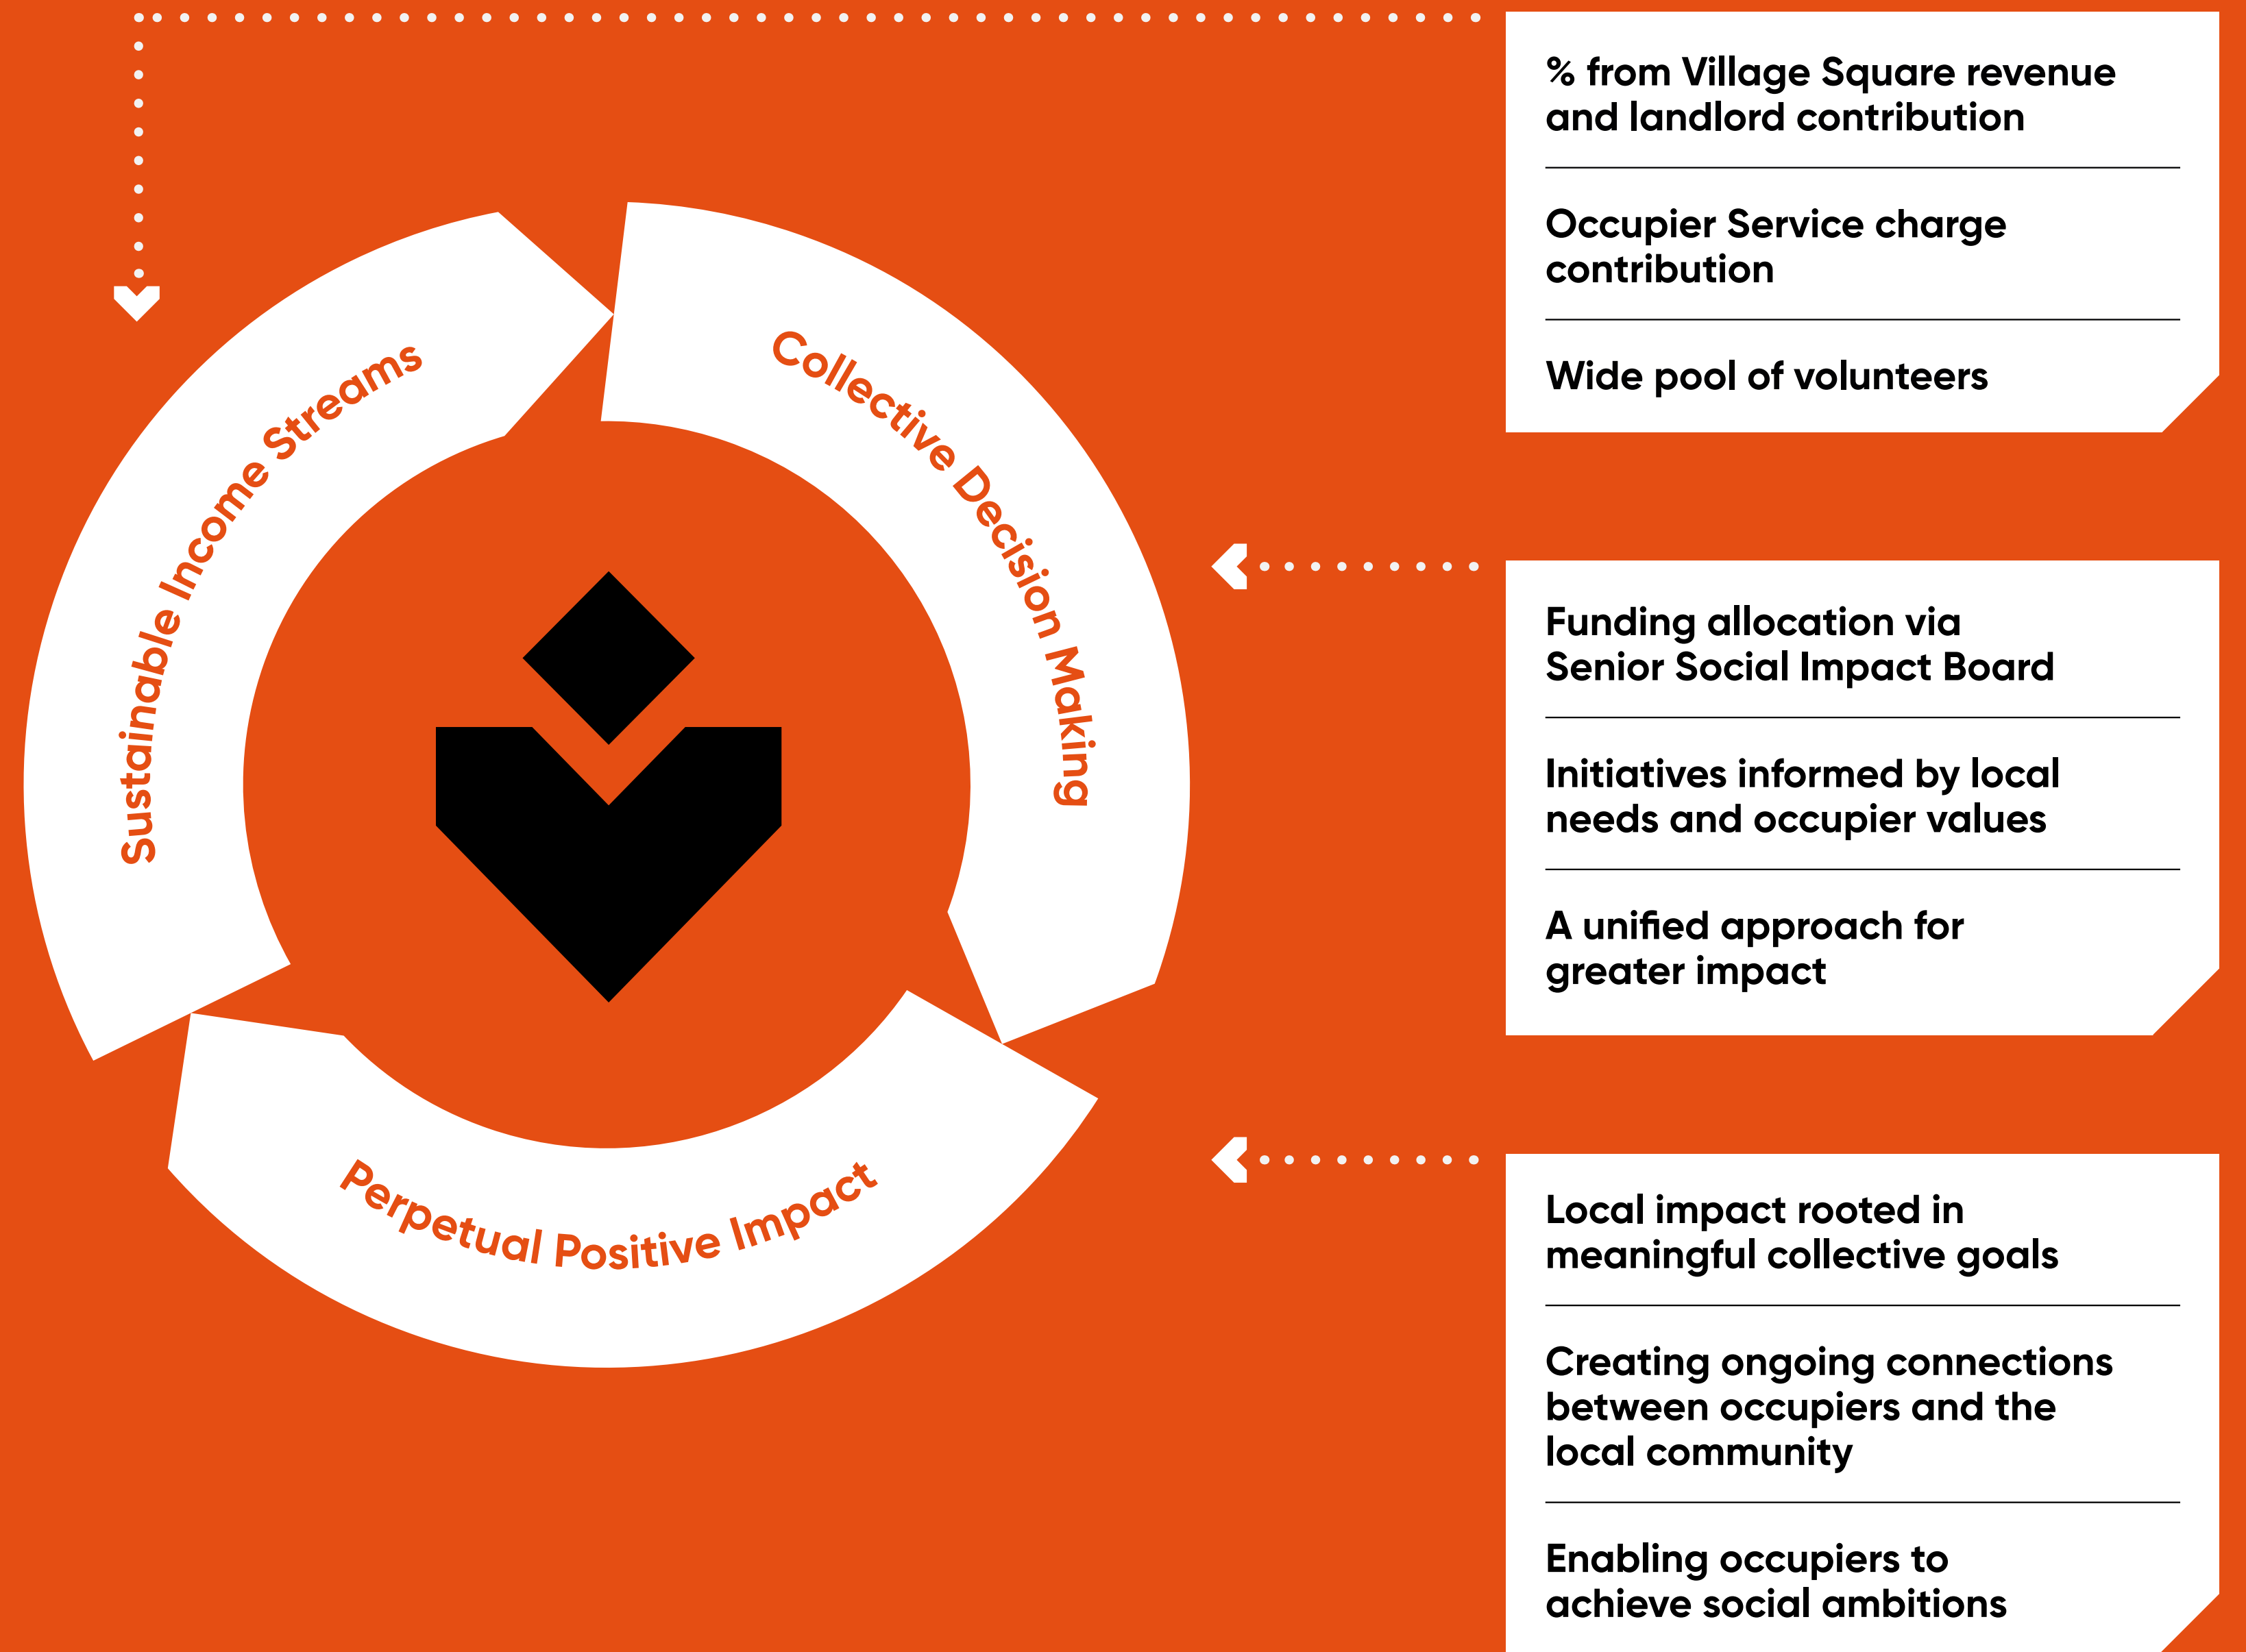 % from Village Square revenue
and landlord contribution
Occupier Service charge
contribution
Wide pool of volunteers
Sustainable Income Streams
Collective Decision Making
Perpetual Positive Impact
Funding allocation via
Senior Social Impact Board
Initiatives informed by local
needs and occupier values
A unified approach for
greater impact
Local impact rooted in
meaningful collective goals
Creating ongoing connections
between occupiers and the
local community
Enabling occupiers to
achieve social ambitions